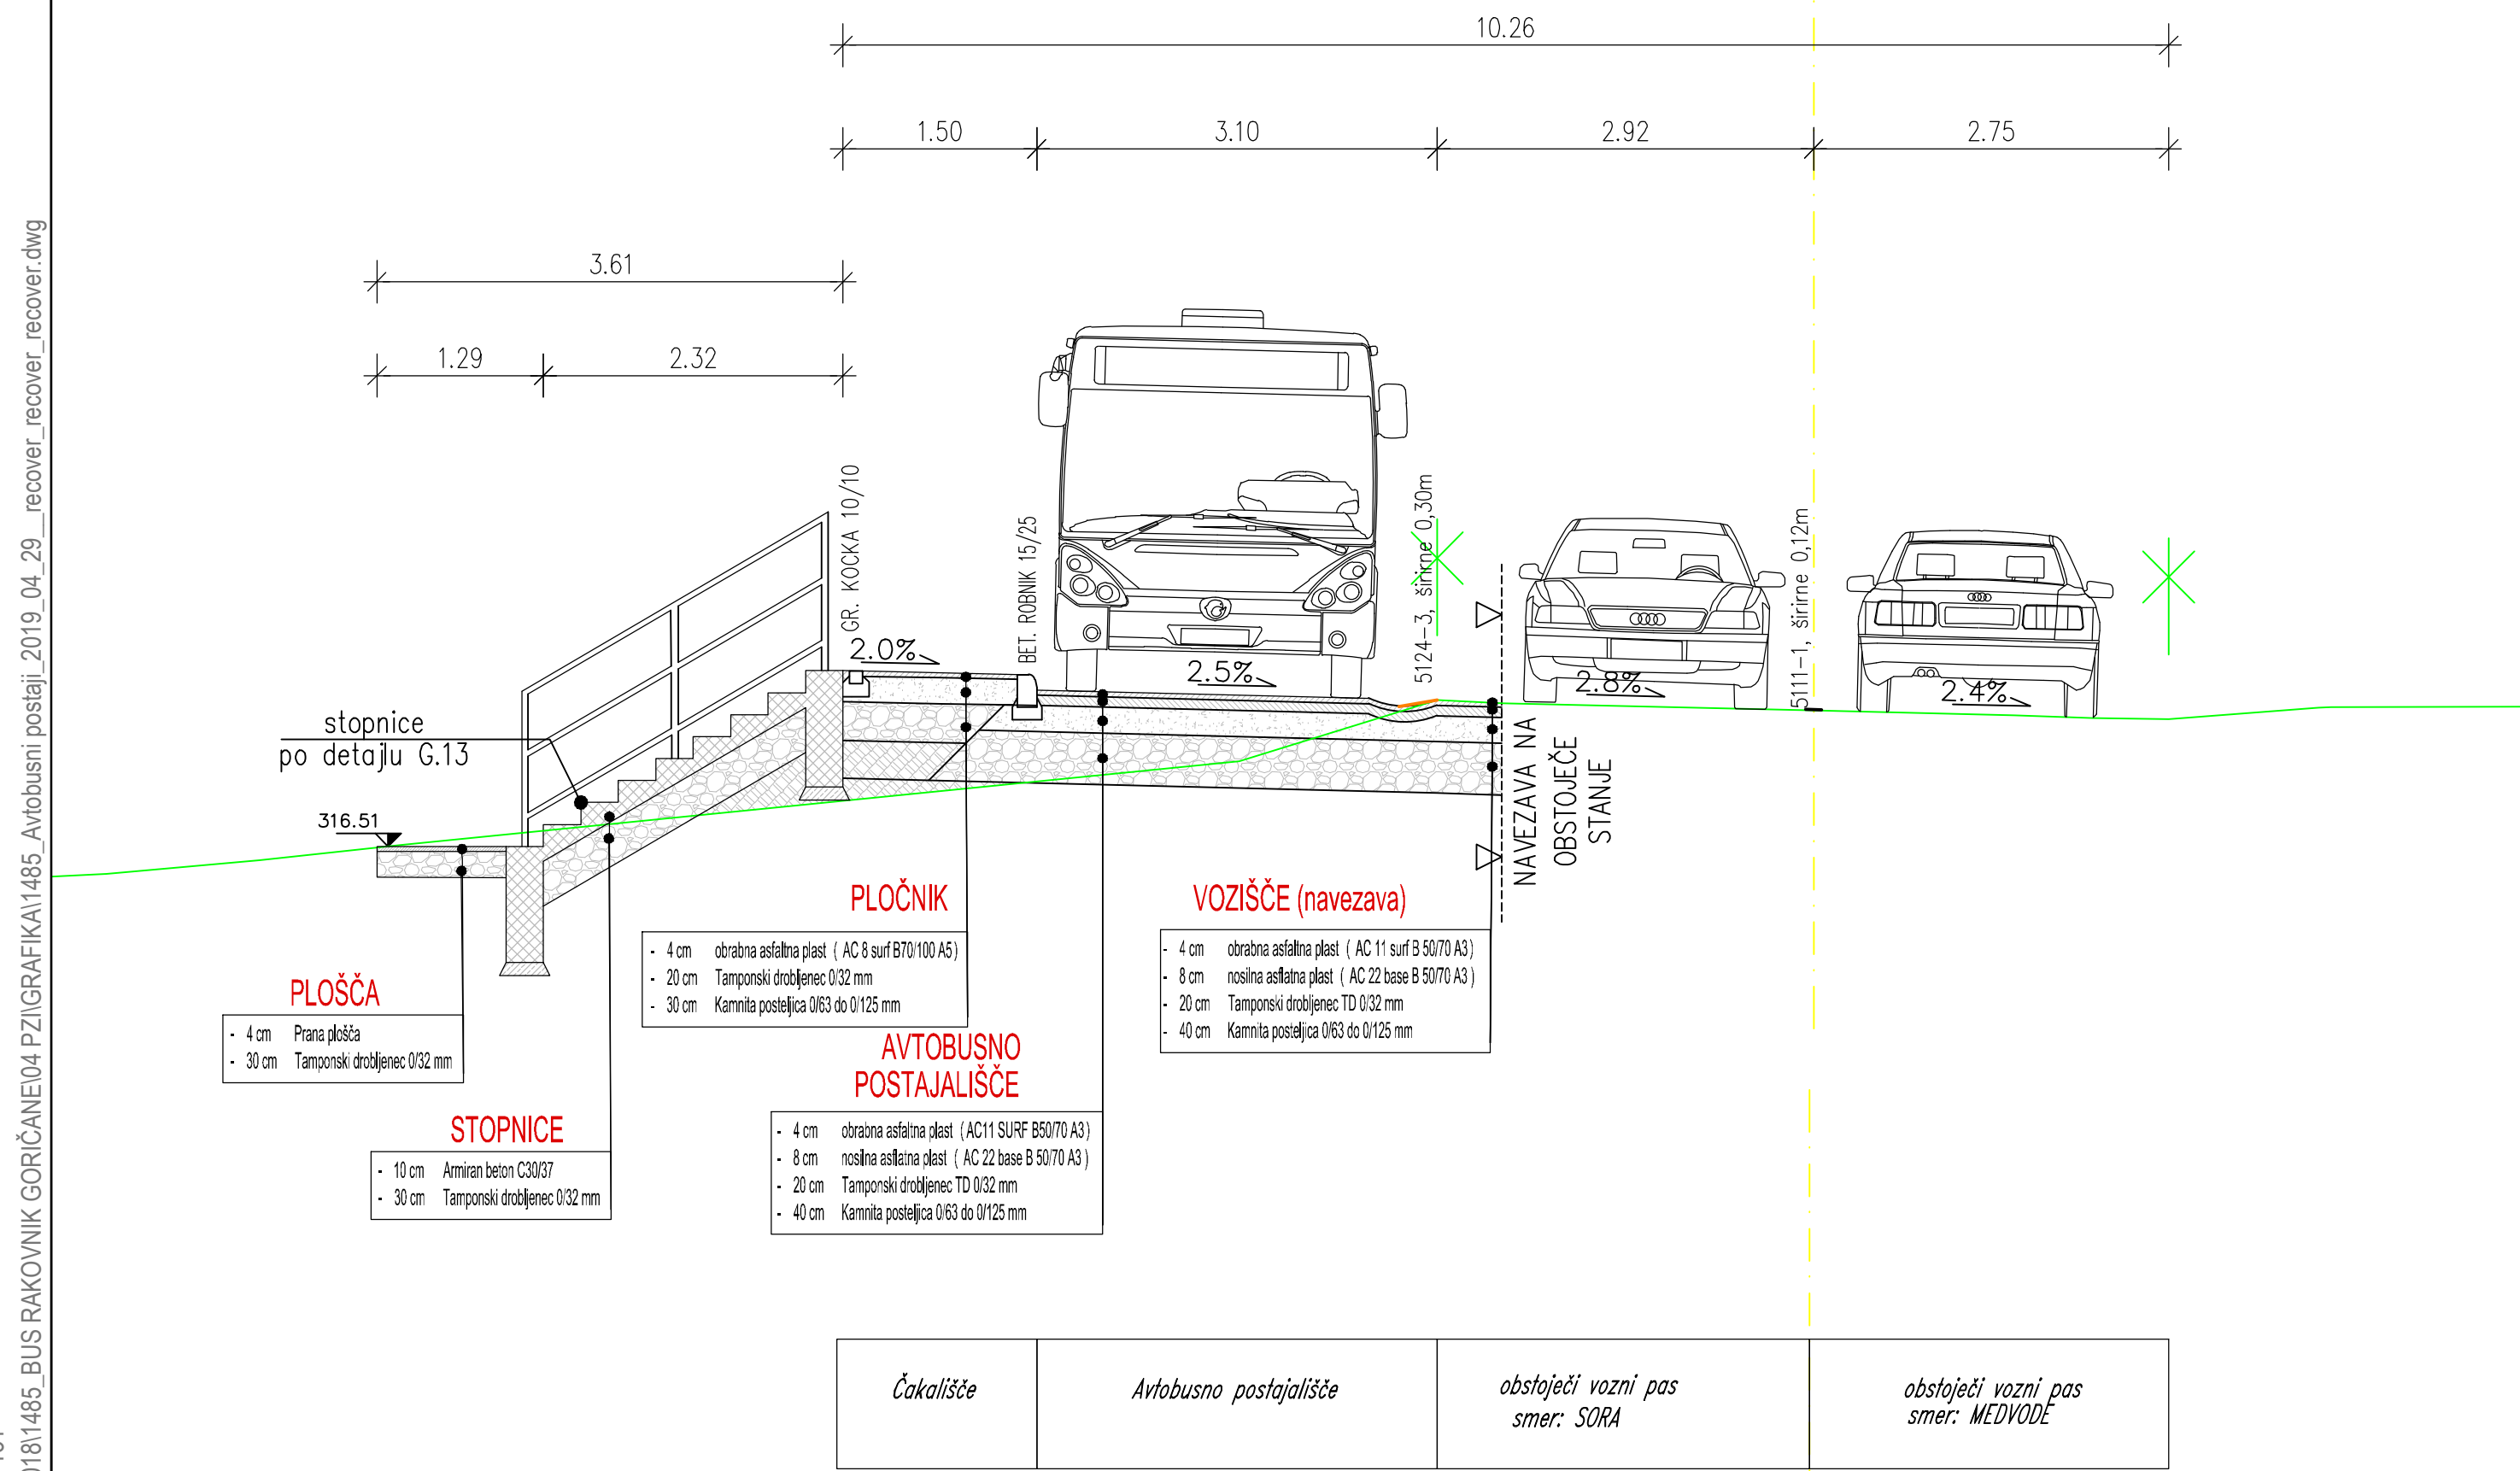 10.26
1.50
3.10
2.92
2.75
3.61
1.29
2.32
GR. KOCKA 10/10
BET. ROBNIK 15/25
5124-3, širirne 0,30m
5111-1, širirne 0,12m
2.0%
2.5%
2.8%
2.4%
stopnice
po detajlu G.13
316.51
NAVEZAVA NA
OBSTOJEČE
STANJE
PLOČNIK
- 4 cm obrabna asfaltna plast ( AC 8 surf B70/100 A5)
- 20 cm Tamponski drobljenec 0/32 mm
- 30 cm Kamnita posteljica 0/63 do 0/125 mm
VOZIŠČE (navezava)
- 4 cm obrabna asfaltna plast ( AC 11 surf B 50/70 A3)
- 8 cm nosilna asflatna plast ( AC 22 base B 50/70 A3 )
- 20 cm Tamponski drobljenec TD 0/32 mm
- 40 cm Kamnita posteljica 0/63 do 0/125 mm
PLOŠČA
- 4 cm Prana plošča
- 30 cm Tamponski drobljenec 0/32 mm
AVTOBUSNO
POSTAJALIŠČE
- 4 cm obrabna asfaltna plast (AC11 SURF B50/70 A3)
- 8 cm nosilna asflatna plast ( AC 22 base B 50/70 A3 )
- 20 cm Tamponski drobljenec TD 0/32 mm
- 40 cm Kamnita posteljica 0/63 do 0/125 mm
STOPNICE
- 10 cm Armiran beton C30/37
- 30 cm Tamponski drobljenec 0/32 mm
Čakališče
Avtobusno postajališče
obstoječi vozni pas
smer: SORA
obstoječi vozni pas
smer: MEDVODE
018\1485_BUS RAKOVNIK GORIČANE\04 PZI\GRAFIKA\1485_Avtobusni postaji_2019_04_29__recover_recover_recover.dwg